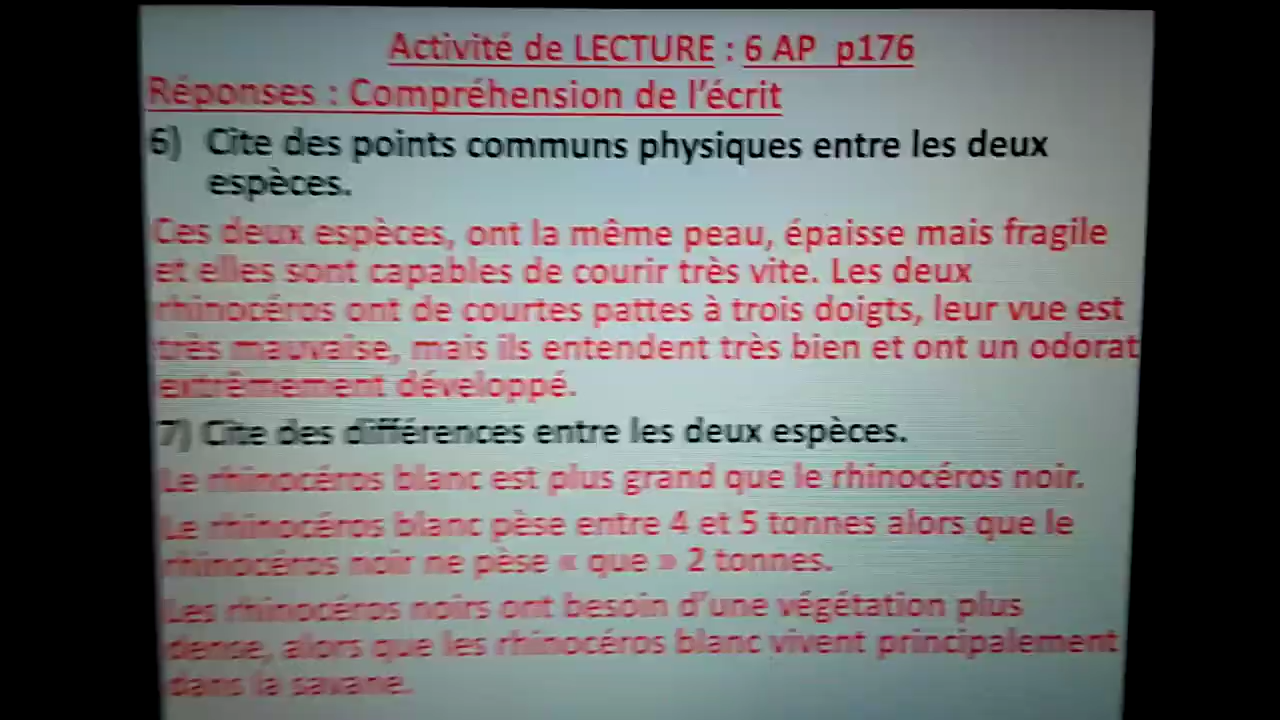 Activité de LECTURE : 6 AP p176
Réponses : Compréhension de l'écrit
6) Cite des points communs physiques entre les deux
espèces.
Ces deux espèces, ont la même peau, épaisse mais fragile
et elles sont capables de courir très vite. Les deux
rhinocéros ont de courtes pattes à trois doigts, leur vue est
très mauvaise, mais ils entendent très bien et ont un odorat
extrêmement développé.
7) Cite des différences entre les deux espèces.
Le rhinocéros blanc est plus grand que le rhinocéros noir.
Le rhinocéros blanc pèse entre 4 et 5 tonnes alors que le
rhinocéros noir ne pèse « que » 2 tonnes.
Les rhinocéros noirs ont besoin d'une végétation plus
dense, alors que les rhinocéros blanc vivent principalement
dans la savane.